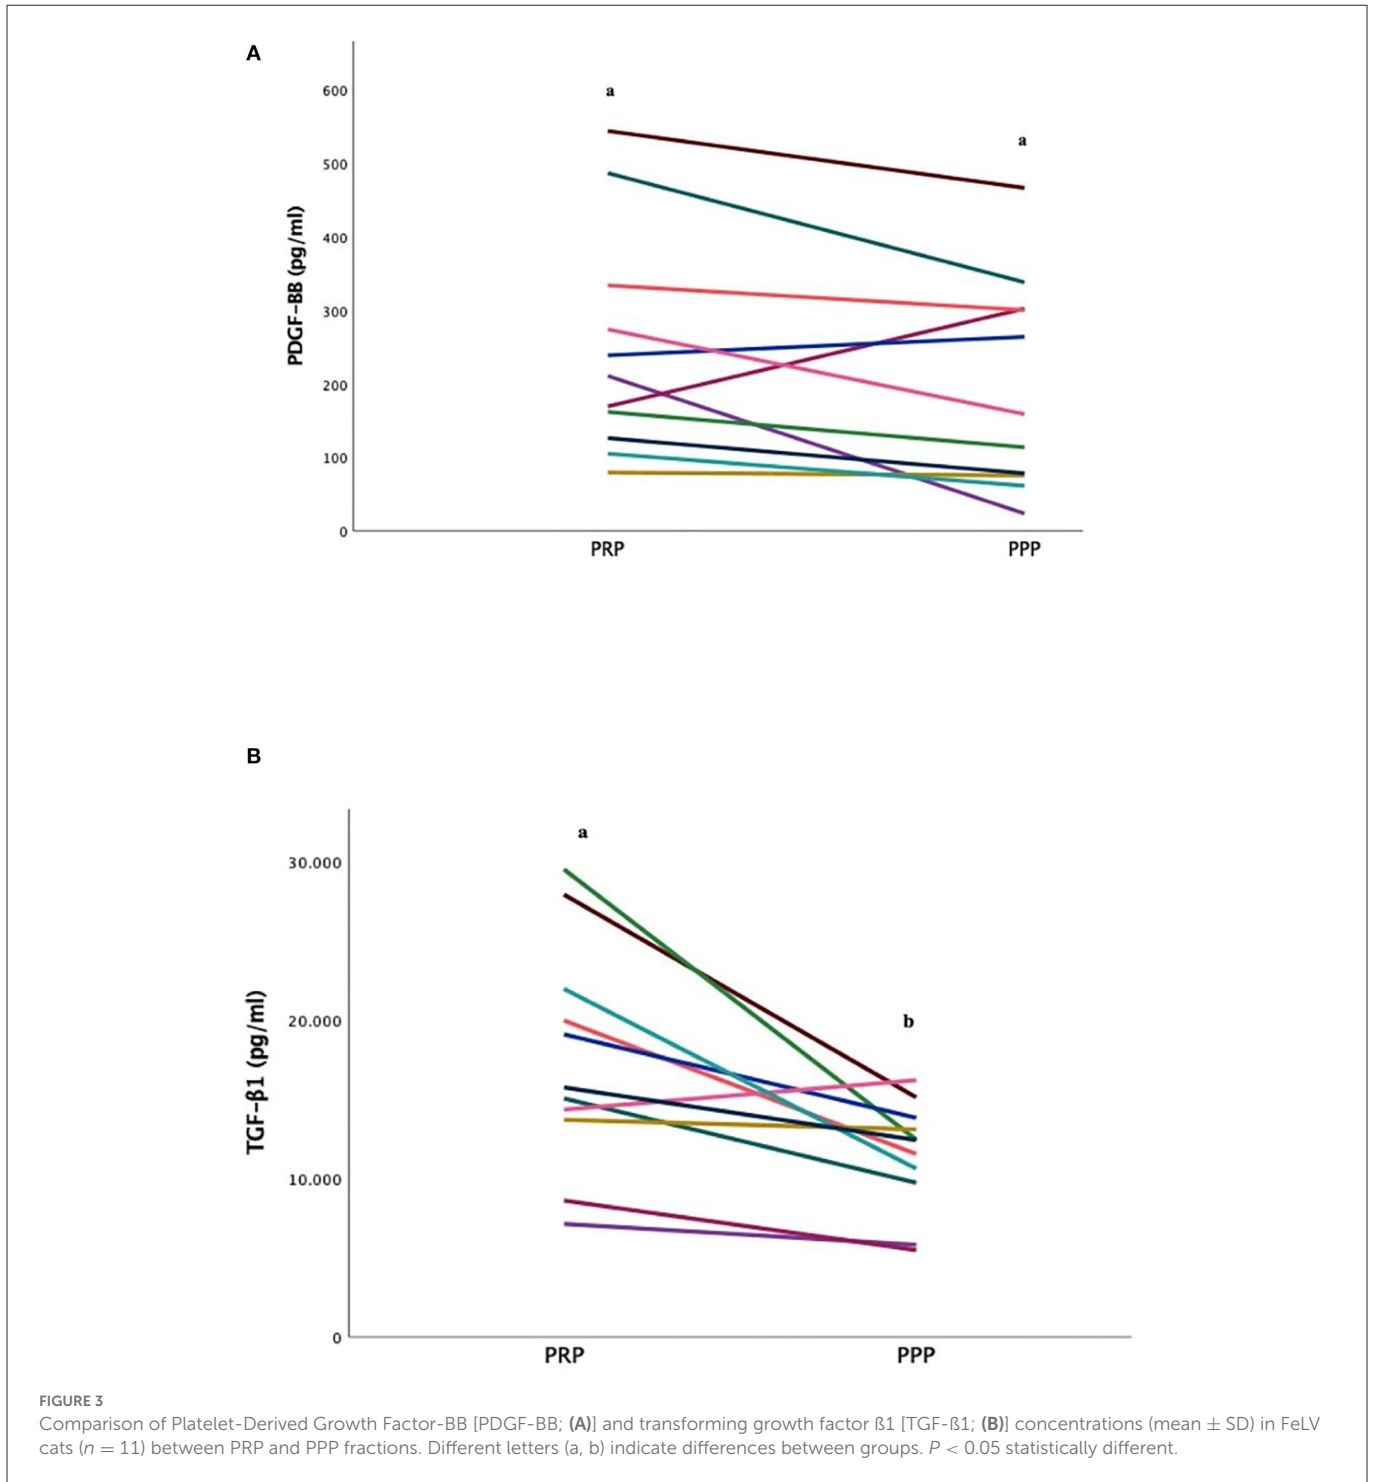 A
600
500
400
300
200
100
0
PDGF-BB (pg/ml)
a
a
PRP
PPP
B
30.000
20.000
10.000
0
TGF-β1 (pg/ml)
a
b
PRP
PPP
FIGURE 3
Comparison of Platelet-Derived Growth Factor-BB [PDGF-BB; (A)] and transforming growth factor ß1 [TGF-ß1; (B)] concentrations (mean ± SD) in FeLV
cats (n = 11) between PRP and PPP fractions. Different letters (a, b) indicate differences between groups. P < 0.05 statistically different.